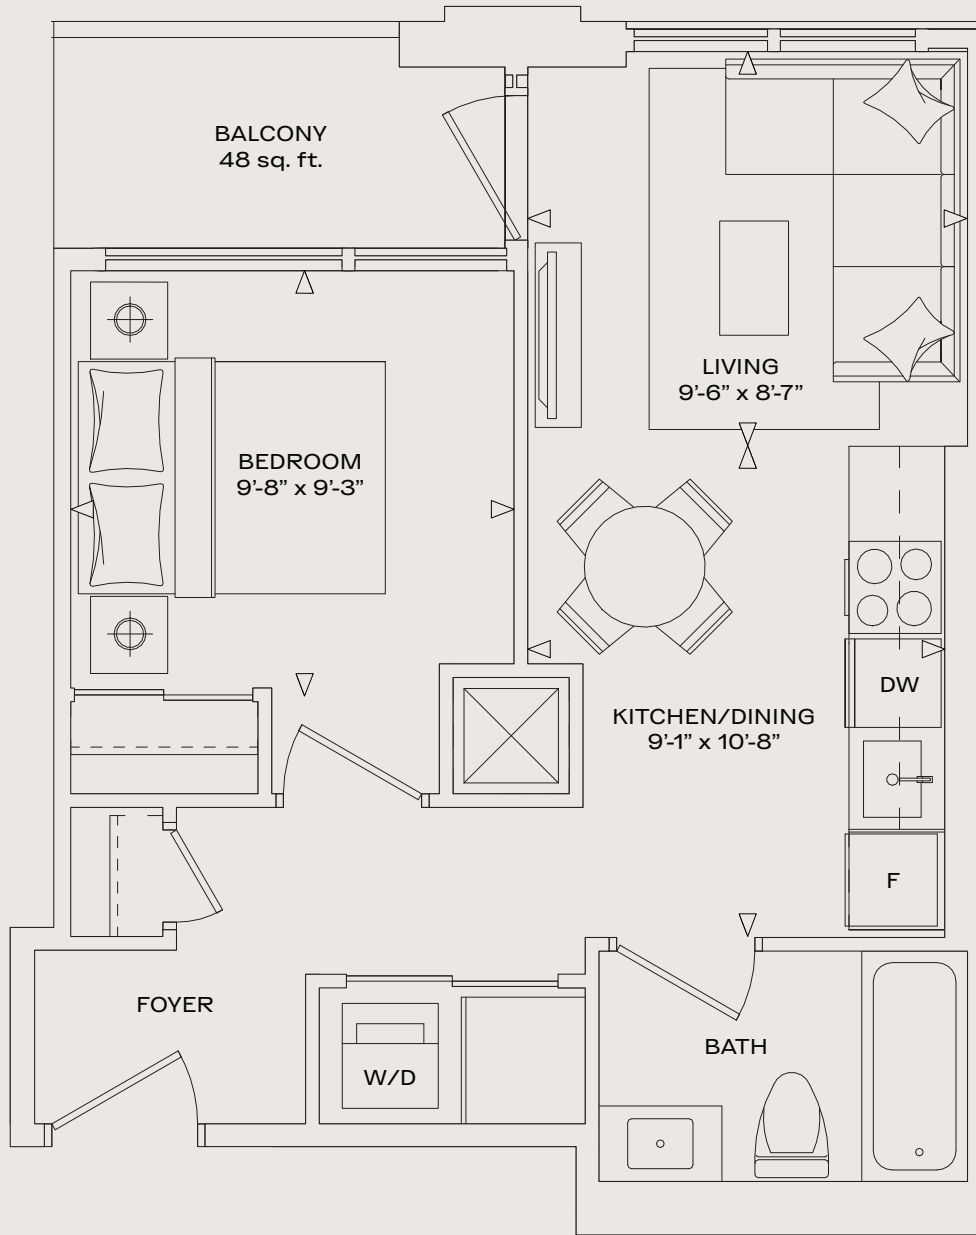 BALCONY
48 sq. ft.
LIVING
9’-6” x 8’-7”
BEDROOM
9’-8” x 9’-3”
DW
KITCHEN/DINING
9’-1” x 10’-8”
F
FOYER
BATH
W/D